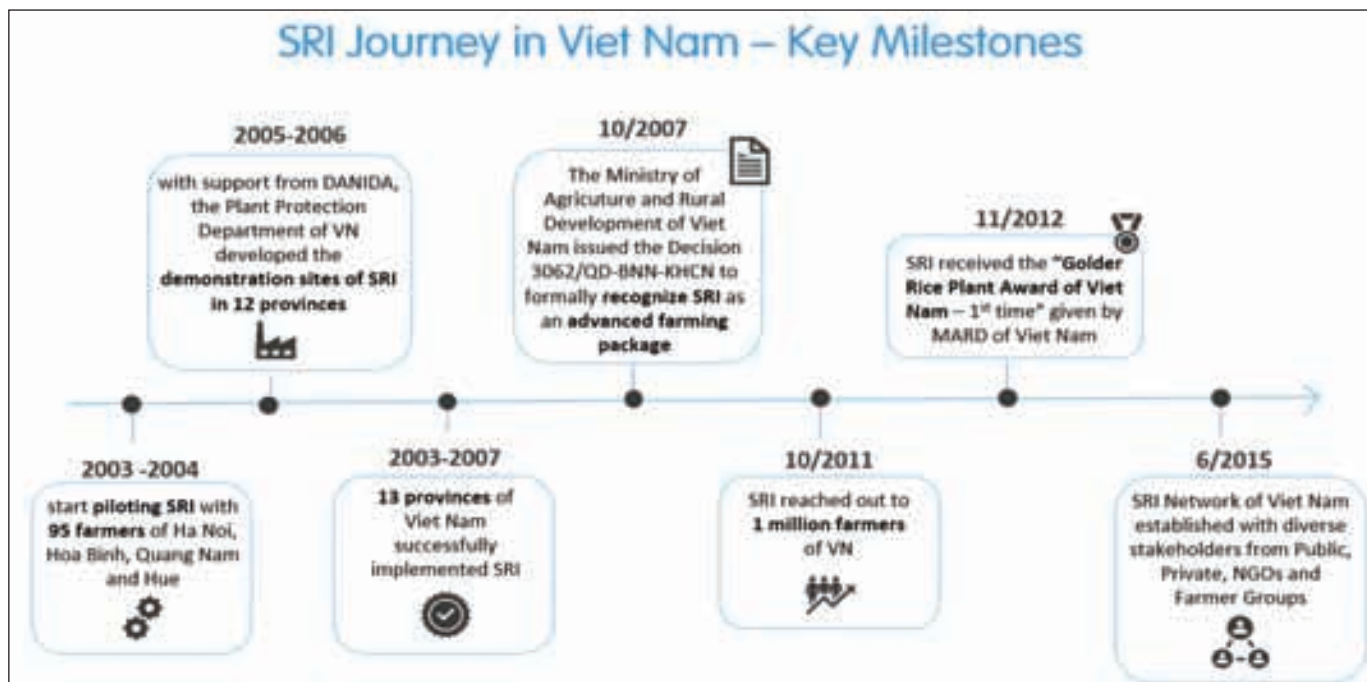 SRI Journey in Viet Nam – Key Milestones
2005-2006
with support from DANIDA,
the Plant Protection
Department of VN
developed the
demonstration sites of SRI
in 12 provinces
10/2007
The Ministry of
Agricuture and Rural
Development of Viet
Nam issued the Decision
3062/QD-BNN-KHCN to
formally recognize SRI as
an advanced farming
package
11/2012
SRI received the "Golder
Rice Plant Award of Viet
Nam – 1st time" given by
MARD of Viet Nam
2003 -2004
start piloting SRI with
95 farmers of Ha Noi,
Hoa Binh, Quang Nam
and Hue
2003-2007
13 provinces of
Viet Nam
successfully
implemented SRI
10/2011
SRI reached out to
1 million farmers
of VN
6/2015
SRI Network of Viet Nam
established with diverse
stakeholders from Public,
Private, NGOs and
Farmer Groups